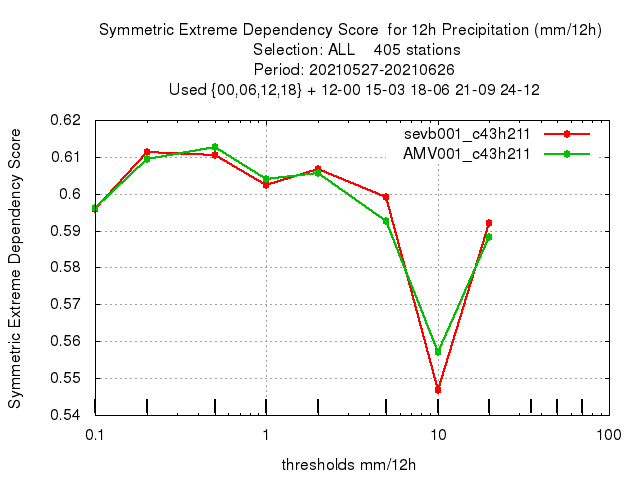 Symmetric Extreme Dependency Score  for 12h Precipitation (mm/12h)
Selection: ALL    405 stations
Period: 20210527-20210626
Used {00,06,12,18} + 12-00 15-03 18-06 21-09 24-12
Symmetric Extreme Dependency Score
0.62
0.61
0.6
0.59
0.58
0.57
0.56
0.55
0.54
sevb001_c43h211
AMV001_c43h211
0.1
1
10
100
thresholds mm/12h